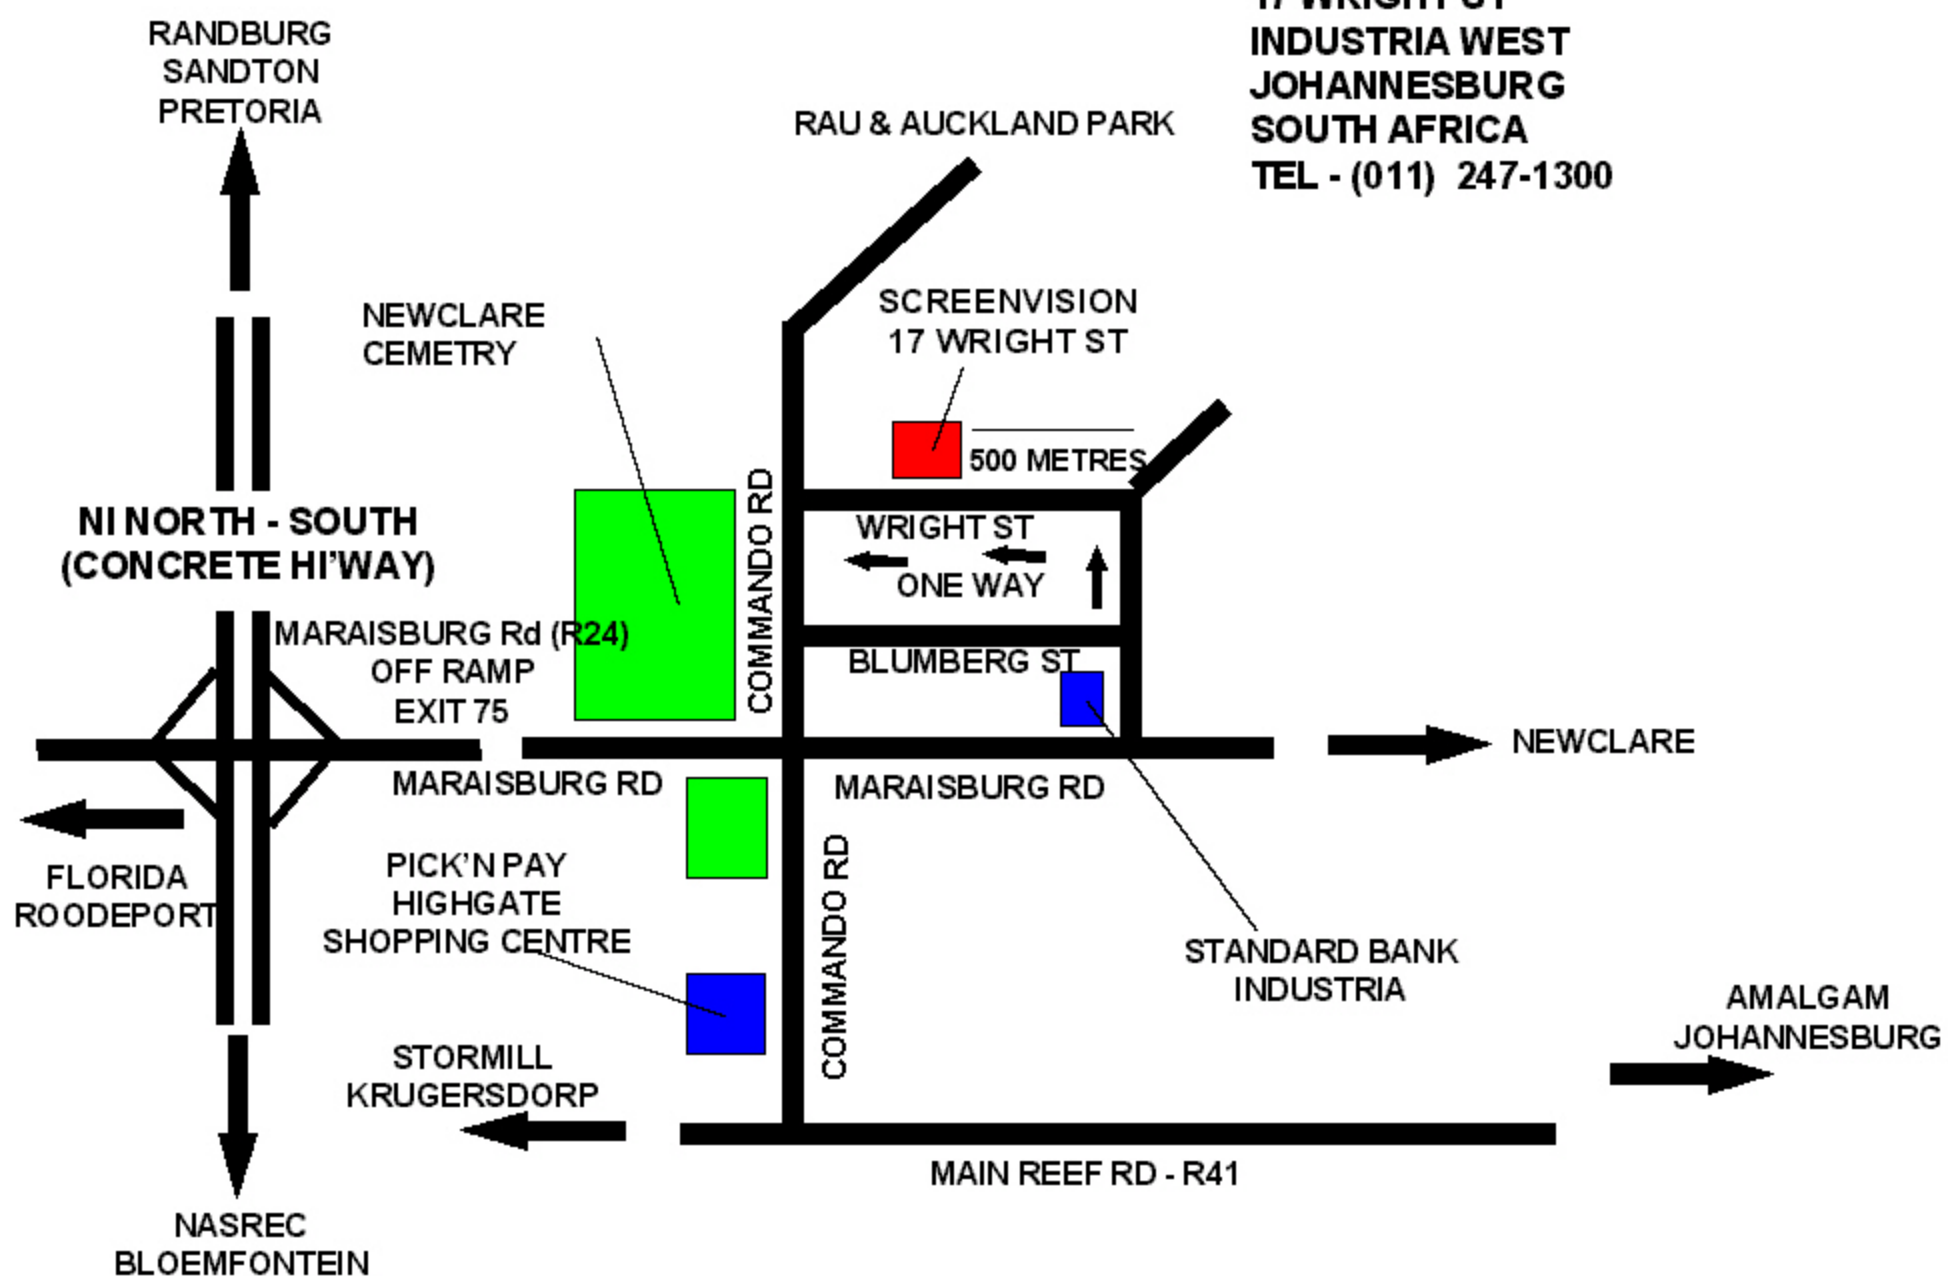 17 WRIGHT ST
INDUSTRIA WEST
JOHANNESBURG
SOUTH AFRICA
TEL - (011) 247-1300
RANDBURG
SANDTON
PRETORIA
RAU & AUCKLAND PARK
NEWCLARE
CEMETRY
SCREENVISION
17 WRIGHT ST
500 METRES
COMMANDO RD
WRIGHT ST
ONE WAY
NI NORTH - SOUTH
(CONCRETE HI'WAY)
MARAISBURG Rd (R24)
OFF RAMP
EXIT 75
BLUMBERG ST
NEWCLARE
MARAISBURG RD
MARAISBURG RD
FLORIDA
ROODEPORT
PICK'N PAY
HIGHGATE
SHOPPING CENTRE
COMMANDO RD
STANDARD BANK
INDUSTRIA
AMALGAM
JOHANNESBURG
STORMILL
KRUGERSDORP
MAIN REEF RD - R41
NASREC
BLOEMFONTEIN